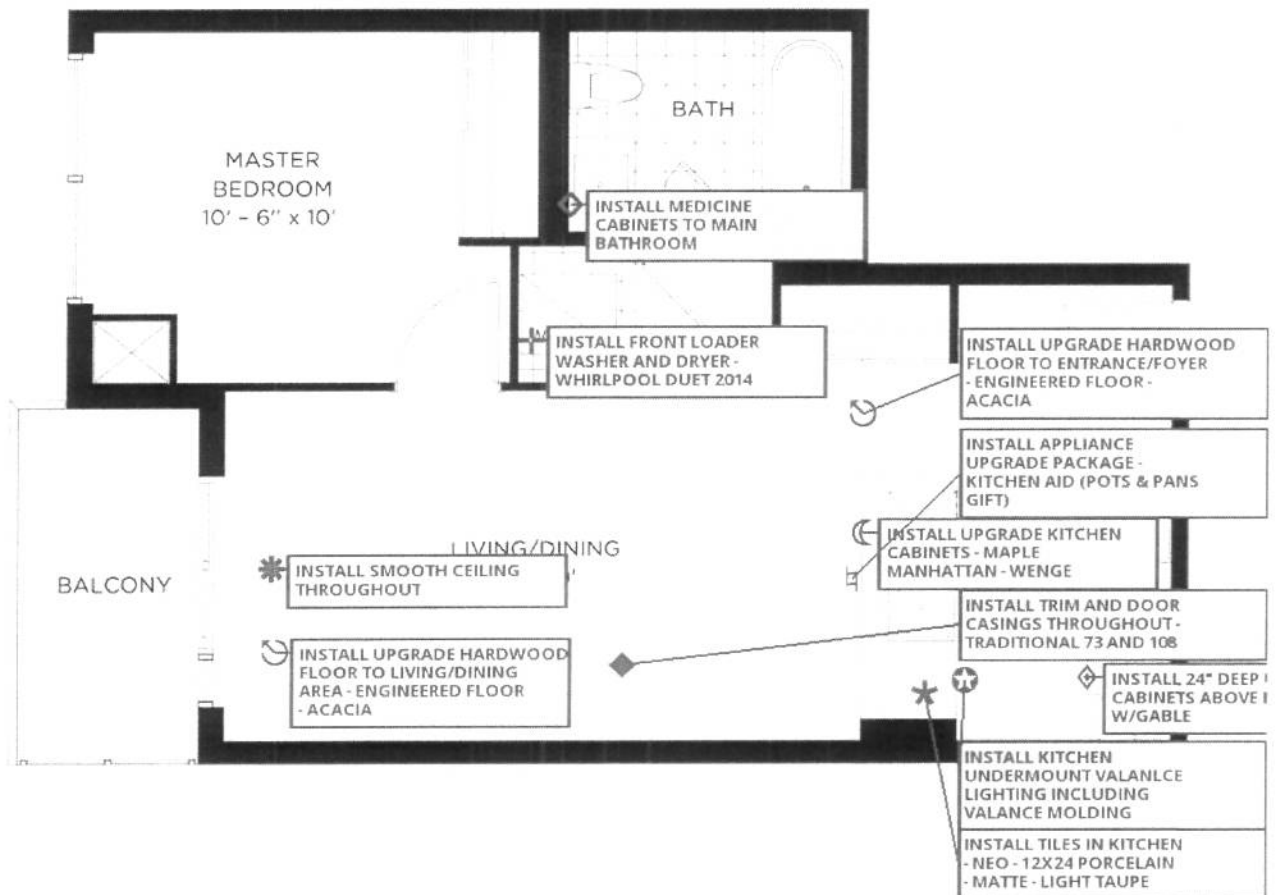 BATH
MASTER
BEDROOM
10' - 6" x 10'
INSTALL MEDICINE
CABINETS TO MAIN
BATHROOM
INSTALL FRONT LOADER
WASHER AND DRYER -
WHIRLPOOL DUET 2014
INSTALL UPGRADE HARDWOOD
FLOOR TO ENTRANCE/FOYER
- ENGINEERED FLOOR -
ACACIA
INSTALL APPLIANCE
UPGRADE PACKAGE -
KITCHEN AID (POTS & PANS
GIFT)
INSTALL UPGRADE KITCHEN
CABINETS - MAPLE
MANHATTAN - WENGE
LIVING/DINING
BALCONY
INSTALL SMOOTH CEILING
THROUGHOUT
INSTALL TRIM AND DOOR
CASINGS THROUGHOUT -
TRADITIONAL 73 AND 108
INSTALL UPGRADE HARDWOOD
FLOOR TO LIVING/DINING
AREA - ENGINEERED FLOOR
- ACACIA
INSTALL 24" DEEP
CABINETS ABOVE
W/GABLE
INSTALL KITCHEN
UNDERMOUNT VALANLCE
LIGHTING INCLUDING
VALANCE MOLDING
INSTALL TILES IN KITCHEN
- NEO - 12X24 PORCELAIN
- MATTE - LIGHT TAUPE